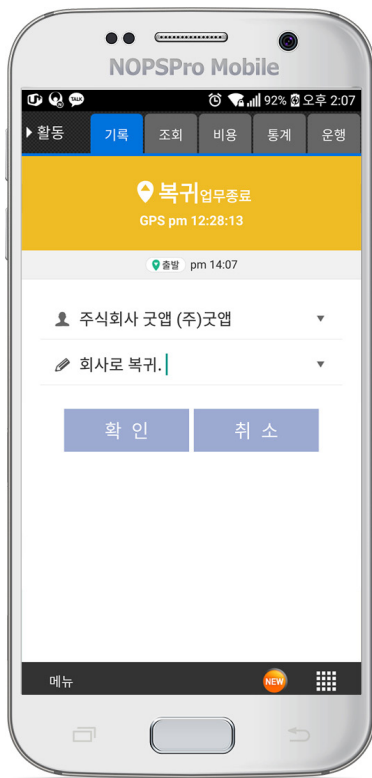 NOPSPro Mobile
TALK 92% 오후 2:07
활동 기록 조회 비용 통계 운행
복귀업무종료
GPS pm 12:28:13
출발 pm 14:07
주식회사 굿앱 (주)굿앱
회사로 복귀.
확 인 취 소
메뉴 NEW